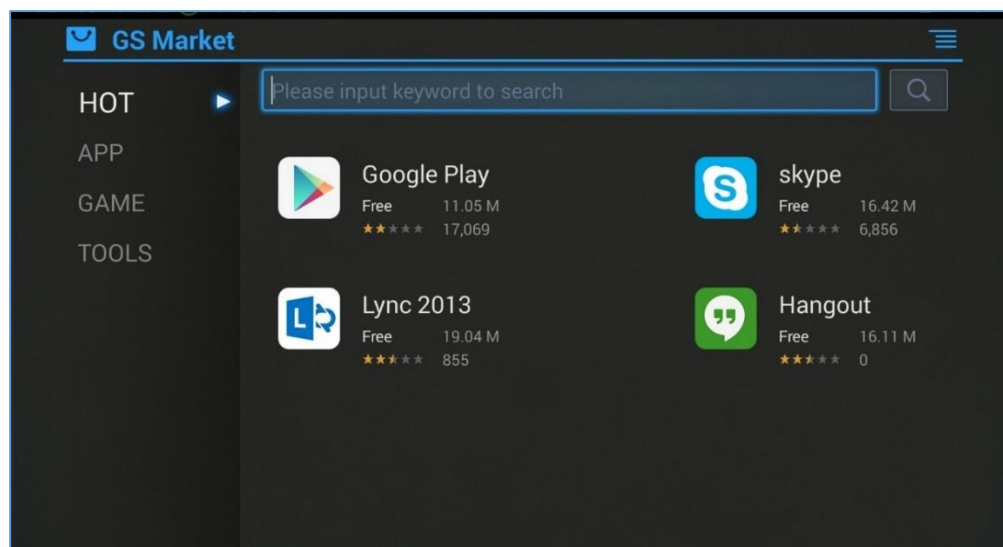 GS Market
HOT
APP
GAME
TOOLS
Please input keyword to search
Google Play
Free 11.05 M
17,069
skype
Free 16.42 M
6,856
Lync 2013
Free 19.04 M
855
Hangout
Free 16.11 M
0